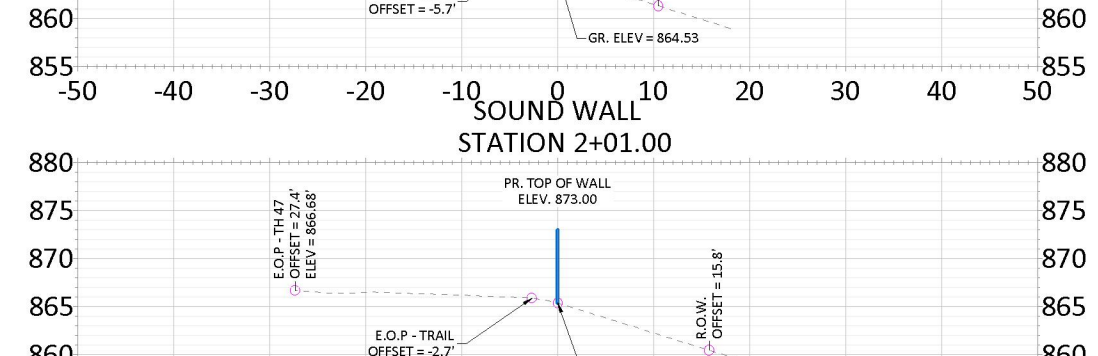 OFFSET = -5.7'
860
860
GR. ELEV = 864.53
855
855
-50 -40 -30 -20 -10 0 10 20 30 40 50
SOUND WALL
STATION 2+01.00
880
880
PR. TOP OF WALL
ELEV. 873.00
875
875
E.O.P - TH 47
OFFSET = 27.4'
ELEV = 866.68'
870
870
865
865
R.O.W.
OFFSET = 15.8'
E.O.P - TRAIL
OFFSET = -2.7'
860
860